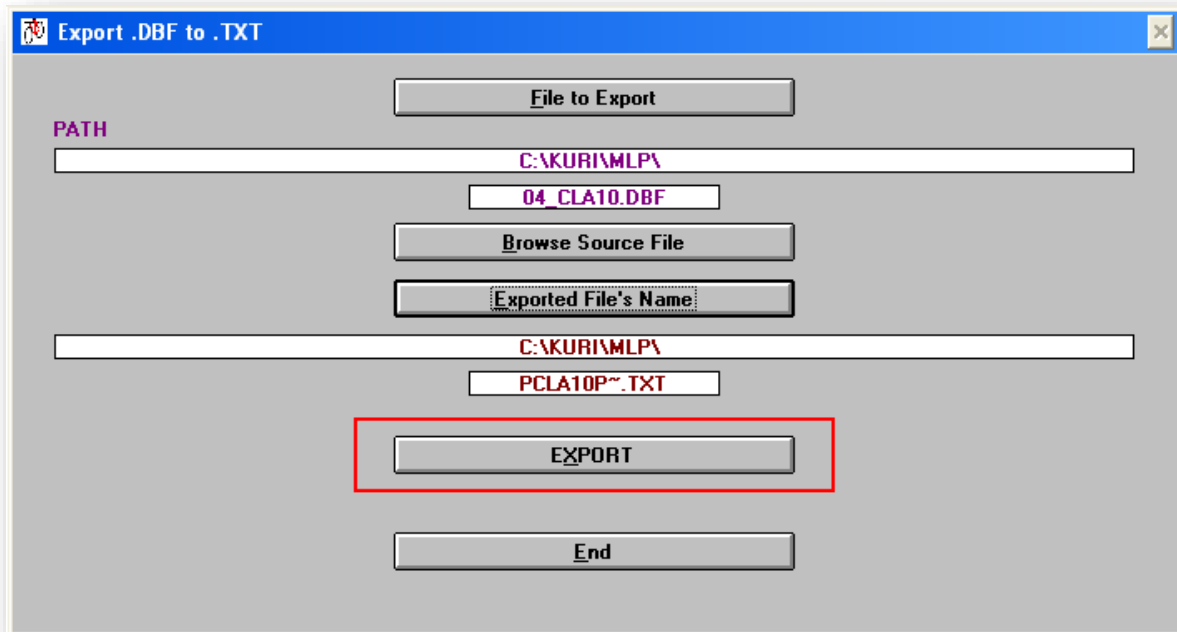 Export .DBF to .TXT
File to Export
PATH
C:\KURI\MLP\
04_CLA10.DBF
Browse Source File
Exported File's Name
C:\KURI\MLP\
PCLA10P~.TXT
EXPORT
End